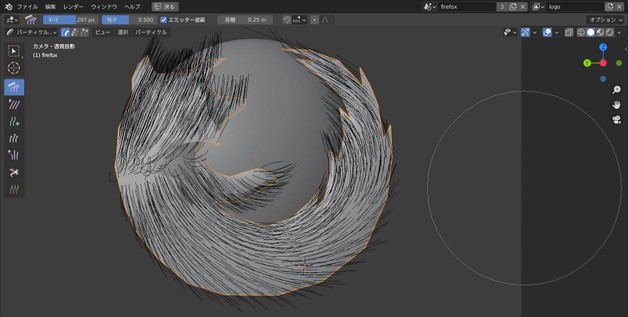 ファイル 編集 レンダー ウィンドウ ヘルプ 戻る firefox 3 logo
半径 297 px 強さ 0.500 エミッター遮蔽 距離 0.25 m オプション
パーティクル... ビュー 選択 パーティクル
カメラ・透視投影
(1) firefox
Z
Y